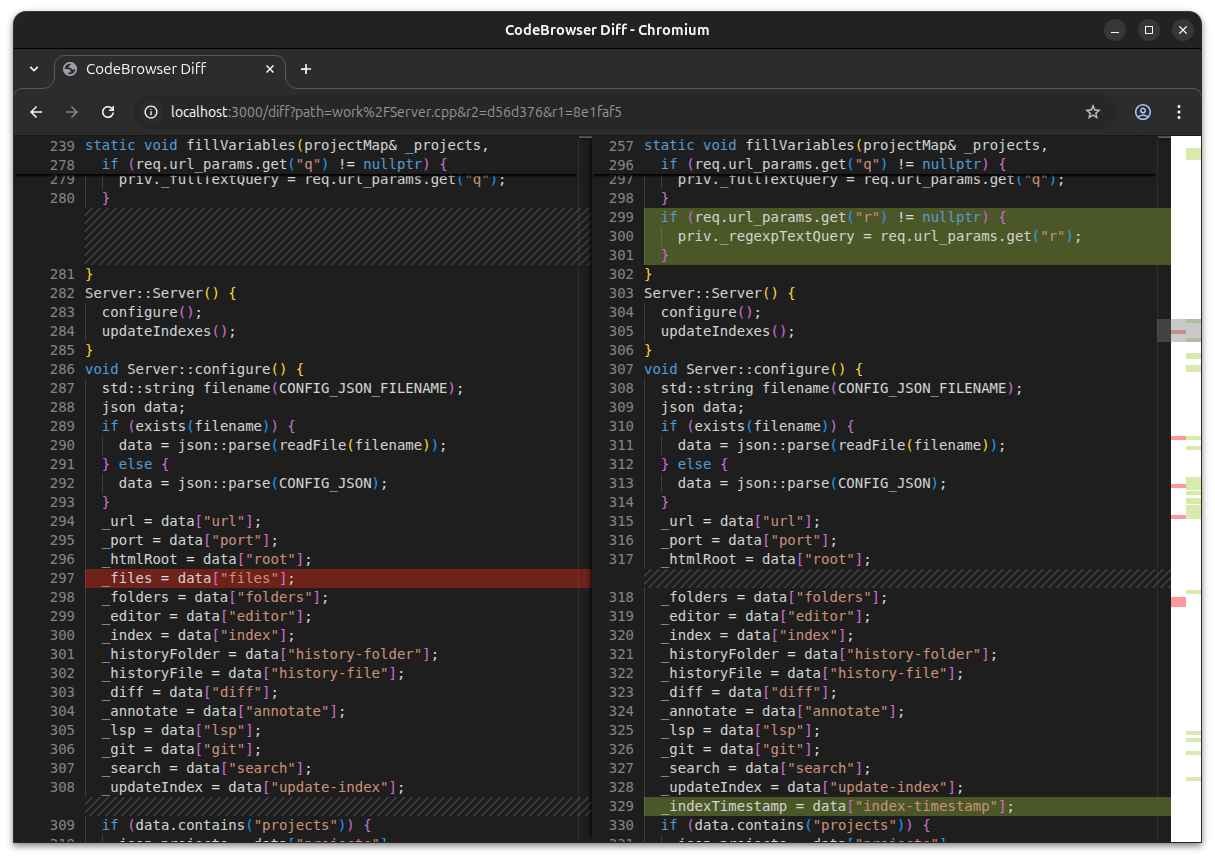 CodeBrowser Diff - Chromium
CodeBrowser Diff
localhost:3000/diff?path=work%2FServer.cpp&r2=d56d376&r1=8e1faf5
239 static void fillVariables(projectMap& _projects,
278 if (req.url_params.get("q") != nullptr) {
279 priv._fullTextQuery = req.url_params.get("q");
280 }
281 }
282 Server::Server() {
283 configure();
284 updateIndexes();
285 }
286 void Server::configure() {
287 std::string filename(CONFIG_JSON_FILENAME);
288 json data;
289 if (exists(filename)) {
290 data = json::parse(readFile(filename));
291 } else {
292 data = json::parse(CONFIG_JSON);
293 }
294 _url = data["url"];
295 _port = data["port"];
296 _htmlRoot = data["root"];
297 _files = data["files"];
298 _folders = data["folders"];
299 _editor = data["editor"];
300 _index = data["index"];
301 _historyFolder = data["history-folder"];
302 _historyFile = data["history-file"];
303 _diff = data["diff"];
304 _annotate = data["annotate"];
305 _lsp = data["lsp"];
306 _git = data["git"];
307 _search = data["search"];
308 _updateIndex = data["update-index"];
309 if (data.contains("projects")) {
257 static void fillVariables(projectMap& _projects,
296 if (req.url_params.get("q") != nullptr) {
297 priv._fullTextQuery = req.url_params.get("q");
298 }
299 if (req.url_params.get("r") != nullptr) {
300 priv._regexpTextQuery = req.url_params.get("r");
301 }
302 }
303 Server::Server() {
304 configure();
305 updateIndexes();
306 }
307 void Server::configure() {
308 std::string filename(CONFIG_JSON_FILENAME);
309 json data;
310 if (exists(filename)) {
311 data = json::parse(readFile(filename));
312 } else {
313 data = json::parse(CONFIG_JSON);
314 }
315 _url = data["url"];
316 _port = data["port"];
317 _htmlRoot = data["root"];
318 _folders = data["folders"];
319 _editor = data["editor"];
320 _index = data["index"];
321 _historyFolder = data["history-folder"];
322 _historyFile = data["history-file"];
323 _diff = data["diff"];
324 _annotate = data["annotate"];
325 _lsp = data["lsp"];
326 _git = data["git"];
327 _search = data["search"];
328 _updateIndex = data["update-index"];
329 _indexTimestamp = data["index-timestamp"];
330 if (data.contains("projects")) {